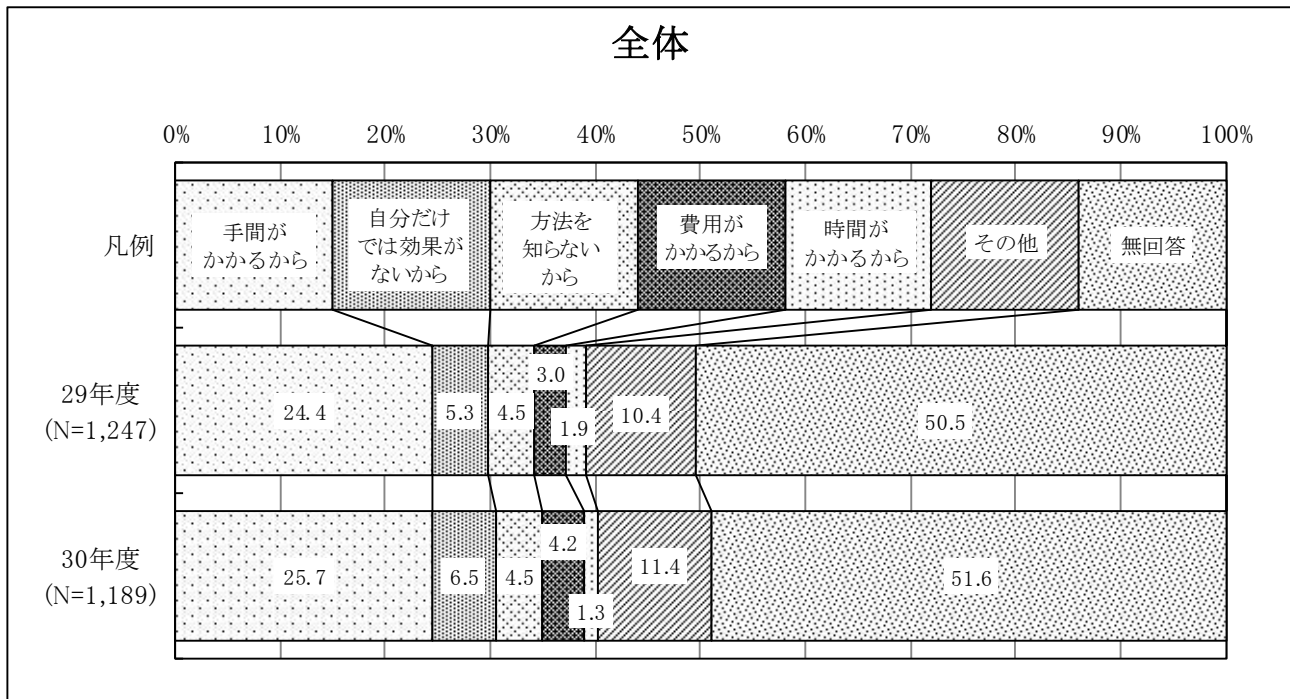 全体
0% 10% 20% 30% 40% 50% 60% 70% 80% 90% 100%
凡例
手間が
かかるから
自分だけ
では効果が
ないから
方法を
知らない
から
費用が
かかるから
時間が
かかるから
その他
無回答
29年度
(N=1,247)
24.4 5.3 4.5 3.0 1.9 10.4 50.5
30年度
(N=1,189)
25.7 6.5 4.5 4.2 1.3 11.4 51.6